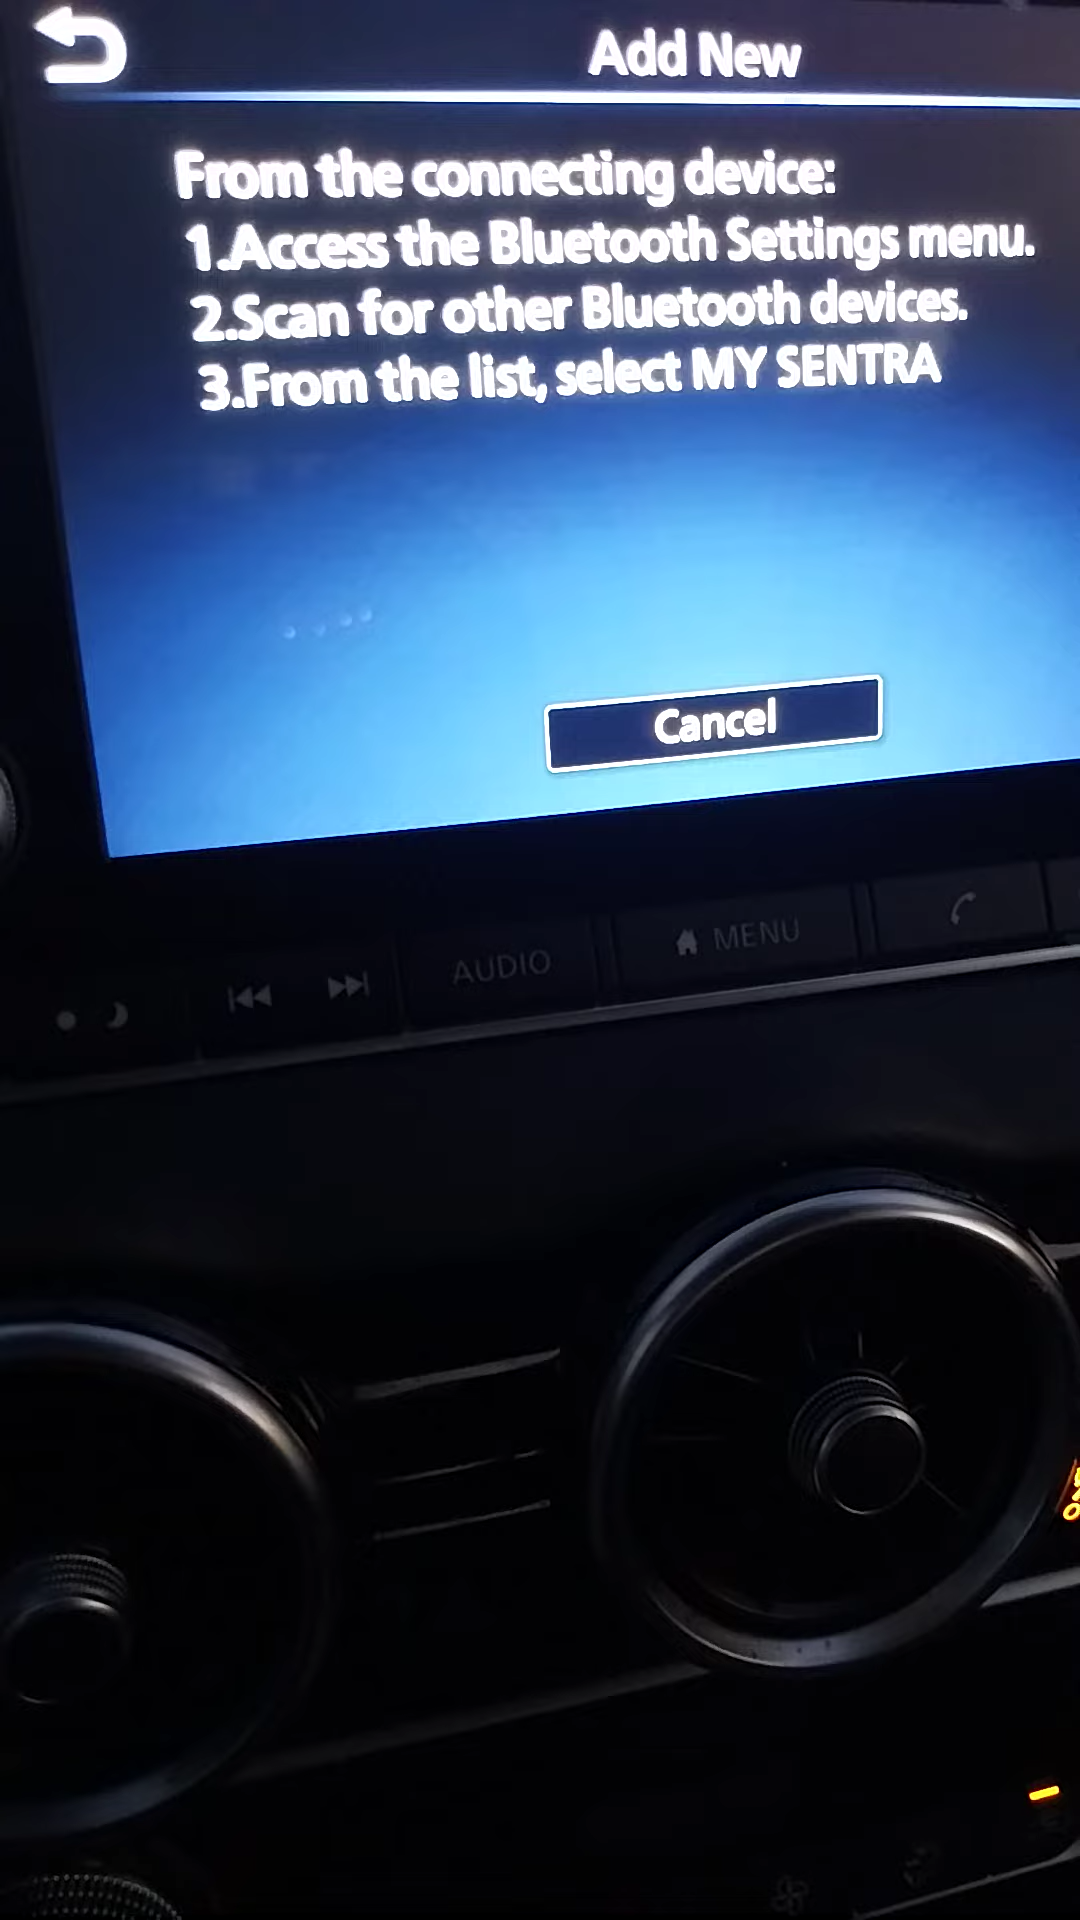 Add New
From the connecting device:
1.Access the Bluetooth Settings menu.
2.Scan for other Bluetooth devices.
3.From the list, select MY SENTRA
Cancel
AUDIO
MENU